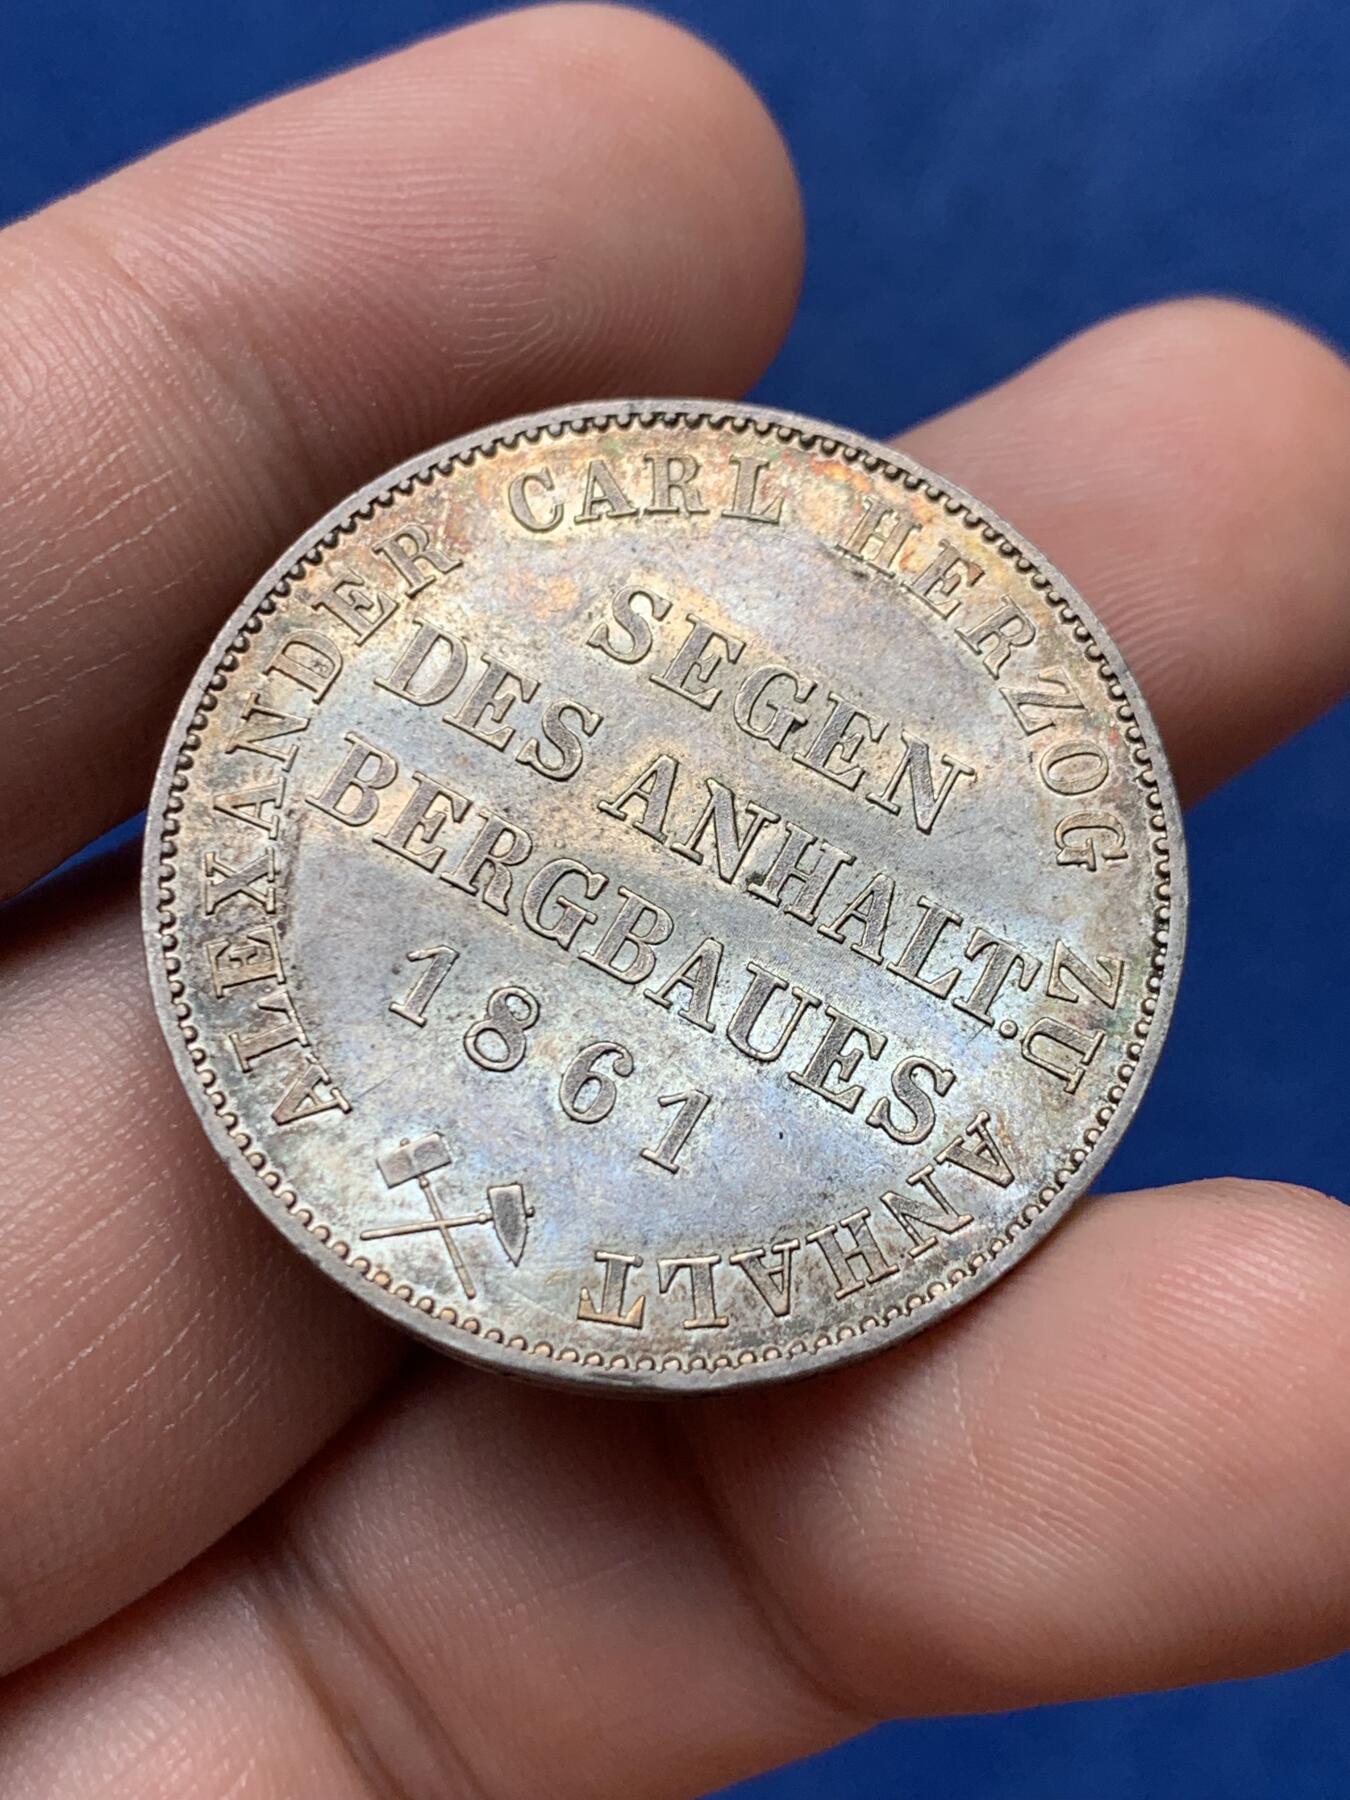 ALEXANDER CARL HERZOG ZU ANHALT
SEGEN
DES ANHALT.
BERGBAUES
1861